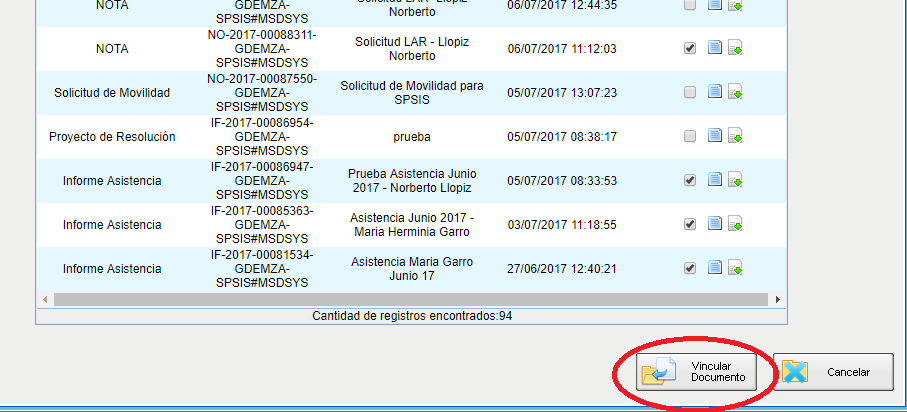 NOTA
GDEMZA-
SPSIS#MSDSYS
Solicitud LAR- Llopiz
Norberto
06/07/2017 12:44:35
NOTA
NO-2017-00088311-
GDEMZA-
SPSIS#MSDSYS
Solicitud LAR - Llopiz
Norberto
06/07/2017 11:12:03
Solicitud de Movilidad
NO-2017-00087550-
GDEMZA-
SPSIS#MSDSYS
Solicitud de Movilidad para
SPSIS
05/07/2017 13:07:23
Proyecto de Resolución
IF-2017-00086954-
GDEMZA-
SPSIS#MSDSYS
prueba
05/07/2017 08:38:17
Informe Asistencia
IF-2017-00086947-
GDEMZA-
SPSIS#MSDSYS
Prueba Asistencia Junio
2017 - Norberto Llopiz
05/07/2017 08:33:53
Informe Asistencia
IF-2017-00085363-
GDEMZA-
SPSIS#MSDSYS
Asistencia Junio 2017 -
Maria Herminia Garro
03/07/2017 11:18:55
Informe Asistencia
IF-2017-00081534-
GDEMZA-
SPSIS#MSDSYS
Asistencia Maria Garro
Junio 17
27/06/2017 12:40:21
Cantidad de registros encontrados:94
Vincular
Documento
Cancelar